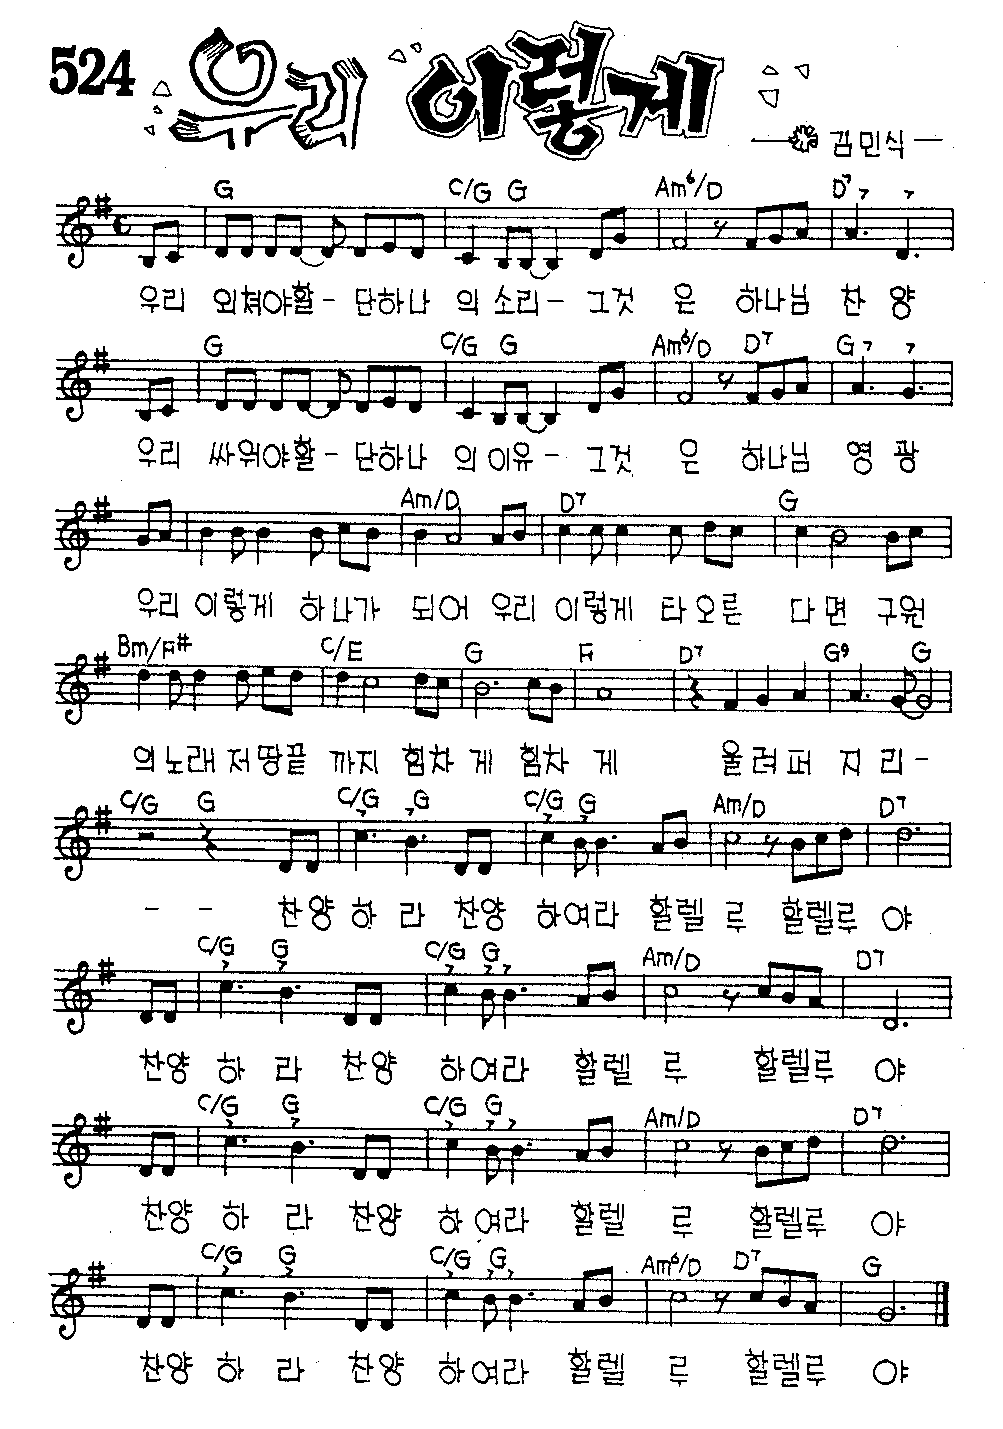 524 우리 이렇게
김민식
G C/G G Am6/D D7
우리 외쳐야할 - 단하나 의 소리 - 그것 은 하나님 찬 양
G C/G G Am6/D D7 G
우리 싸워야할 - 단하나 의 이유 - 그것 은 하나님 영 광
Am/D D7 G
우리 이렇게 하나가 되어 우리 이렇게 타오른 다면 구원
Bm/F# C/E G F D7 G9 G
의 노래 저 땅끝 까지 힘차 게 힘차 게 울려퍼 지 리 -
C/G G C/G G C/G G Am/D D7
- - 찬양 하 라 찬양 하여라 할렐 루 할렐루 야
C/G G C/G G Am/D D7
찬양 하 라 찬양 하여라 할렐 루 할렐루 야
C/G G C/G G Am/D D7
찬양 하 라 찬양 하여라 할렐 루 할렐루 야
C/G G C/G G Am6/D D7 G
찬양 하 라 찬양 하여라 할렐 루 할렐루 야